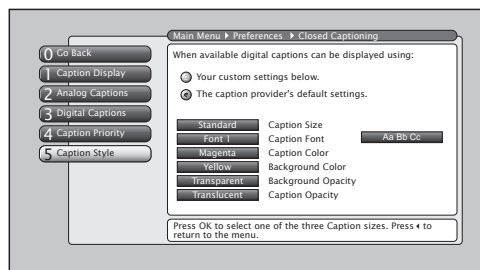 Main Menu ▸ Preferences ▸ Closed Captioning
0 Go Back
1 Caption Display
2 Analog Captions
3 Digital Captions
4 Caption Priority
5 Caption Style
When available digital captions can be displayed using:
Your custom settings below.
The caption provider's default settings.
Standard Caption Size
Font 1 Caption Font Aa Bb Cc
Magenta Caption Color
Yellow Background Color
Transparent Background Opacity
Translucent Caption Opacity
Press OK to select one of the three Caption sizes. Press ◂ to
return to the menu.